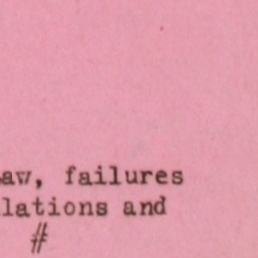 aw, failures
lations and
#